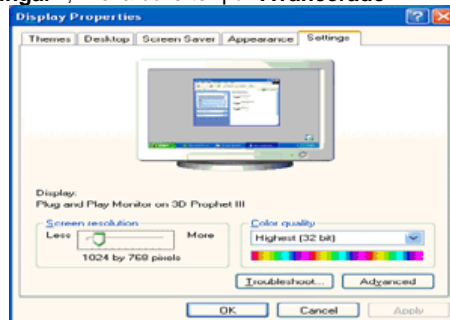 Display Properties
Themes Desktop Screen Saver Appearance Settings
Display:
Plug and Play Monitor on 3D Prophet III
Screen resolution
Less More
1024 by 768 pixels
Color quality
Highest (32 bit)
Troubleshoot... Advanced
OK Cancel Apply